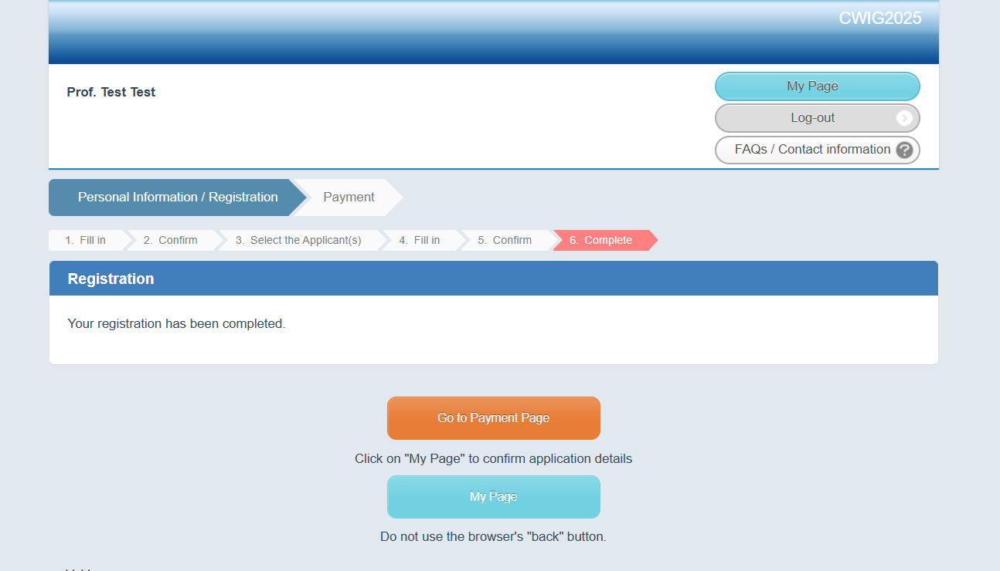 CWIG2025
Prof. Test Test
My Page
Log-out
FAQs / Contact information ?
Personal Information / Registration
Payment
1. Fill in
2. Confirm
3. Select the Applicant(s)
4. Fill in
5. Confirm
6. Complete
Registration
Your registration has been completed.
Go to Payment Page
Click on "My Page" to confirm application details
My Page
Do not use the browser's "back" button.